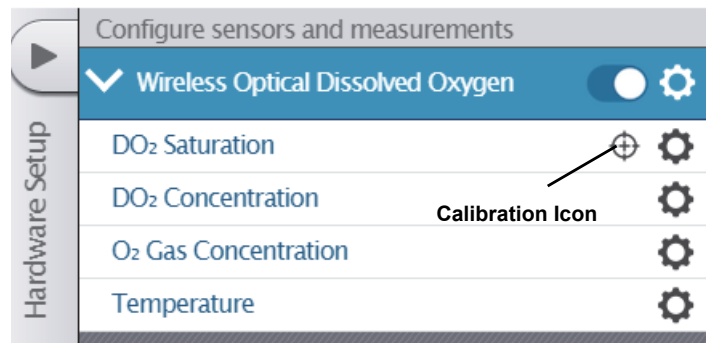 Configure sensors and measurements
Wireless Optical Dissolved Oxygen
DO₂ Saturation
DO₂ Concentration
Calibration Icon
O₂ Gas Concentration
Temperature
Hardware Setup